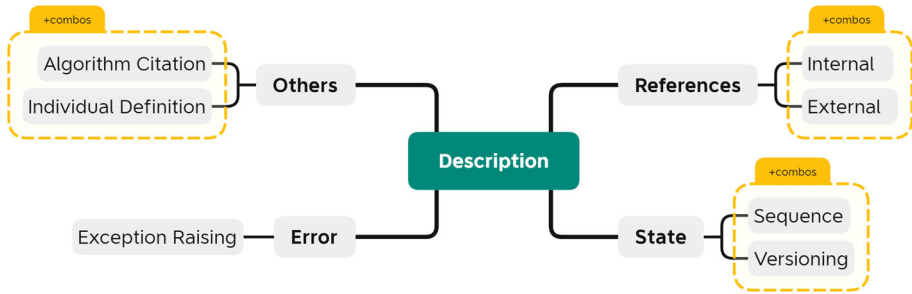 +combos
Algorithm Citation
Individual Definition
Others
Exception Raising
Error
Description
References
+combos
Internal
External
State
+combos
Sequence
Versioning